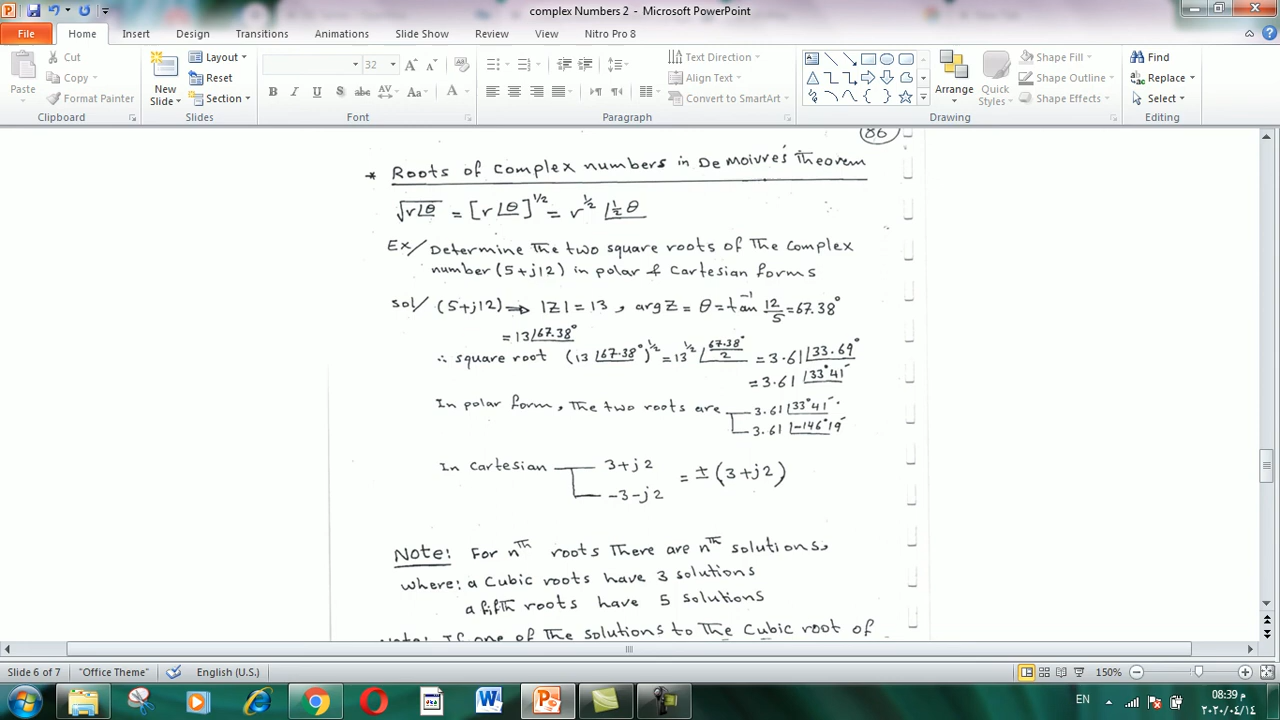 complex Numbers 2 - Microsoft PowerPoint
File Home Insert Design Transitions Animations Slide Show Review View Nitro Pro 8
Paste
Cut
Copy
Format Painter
Clipboard
New Slide
Layout
Reset
Section
Slides
32
B I U S abc AV Aa A
Font
Text Direction
Align Text
Convert to SmartArt
Paragraph
Arrange
Quick Styles
Shape Fill
Shape Outline
Shape Effects
Drawing
Find
Replace
Select
Editing
86
* Roots of complex numbers in De Moivre's Theorem
√r∠θ = [r∠θ]^1/2 = r^1/2 ∠1/2 θ
Ex/ Determine The two square roots of The complex
number (5+j12) in polar & Cartesian forms
Sol/ (5+j12) ⇒ |Z| = 13 , arg Z = θ = tan⁻¹ 12/5 = 67.38°
= 13∠67.38°
∴ square root (13∠67.38°)^1/2 = 13^1/2 ∠67.38°/2 = 3.61∠33.69°
= 3.61∠33°41′
In polar form, The two roots are 3.61∠33°41′
3.61∠-146°19′
In Cartesian 3+j2 = ± (3+j2)
-3-j2
Note: For nTh roots There are nTh solutions,
where: a Cubic roots have 3 solutions
a fifth roots have 5 solutions
Note: If one of The solutions to The Cubic root of
Slide 6 of 7 "Office Theme" English (U.S.) 150%
EN
08:39 م
٢٠٢٠/٠٤/١٤